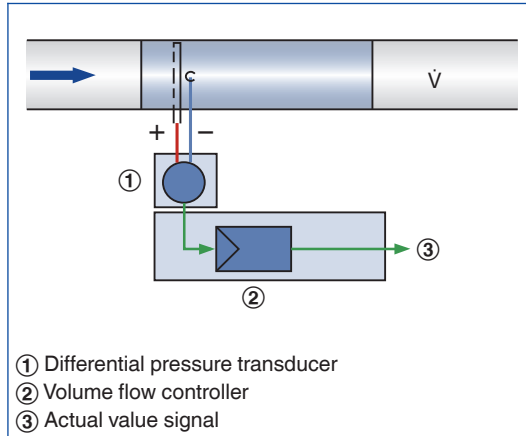 V̇
+ −
①
③
②
① Differential pressure transducer
② Volume flow controller
③ Actual value signal